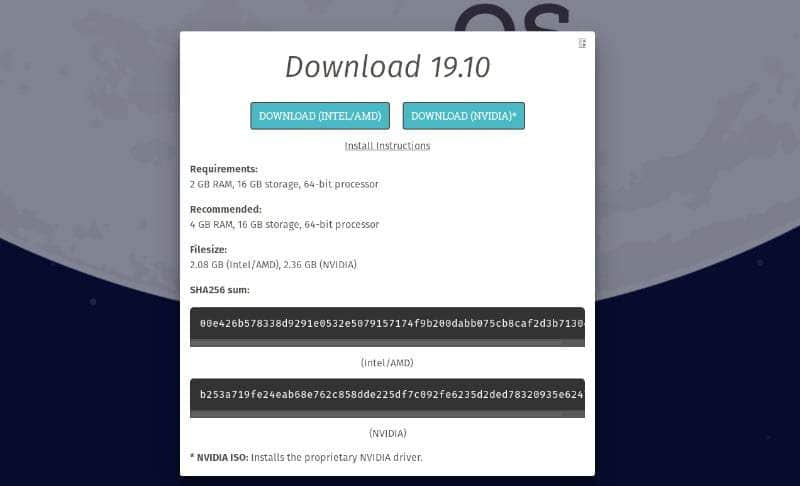 OS
Download 19.10
DOWNLOAD (INTEL/AMD) DOWNLOAD (NVIDIA)*
Install Instructions
Requirements:
2 GB RAM, 16 GB storage, 64-bit processor
Recommended:
4 GB RAM, 16 GB storage, 64-bit processor
Filesize:
2.08 GB (Intel/AMD), 2.36 GB (NVIDIA)
SHA256 sum:
00e426b578338d9291e0532e5079157174f9b200dabb075cb8caf2d3b7130
(Intel/AMD)
b253a719fe24eab68e762c858dde225df7c092fe6235d2ded78320935e624
(NVIDIA)
* NVIDIA ISO: Installs the proprietary NVIDIA driver.